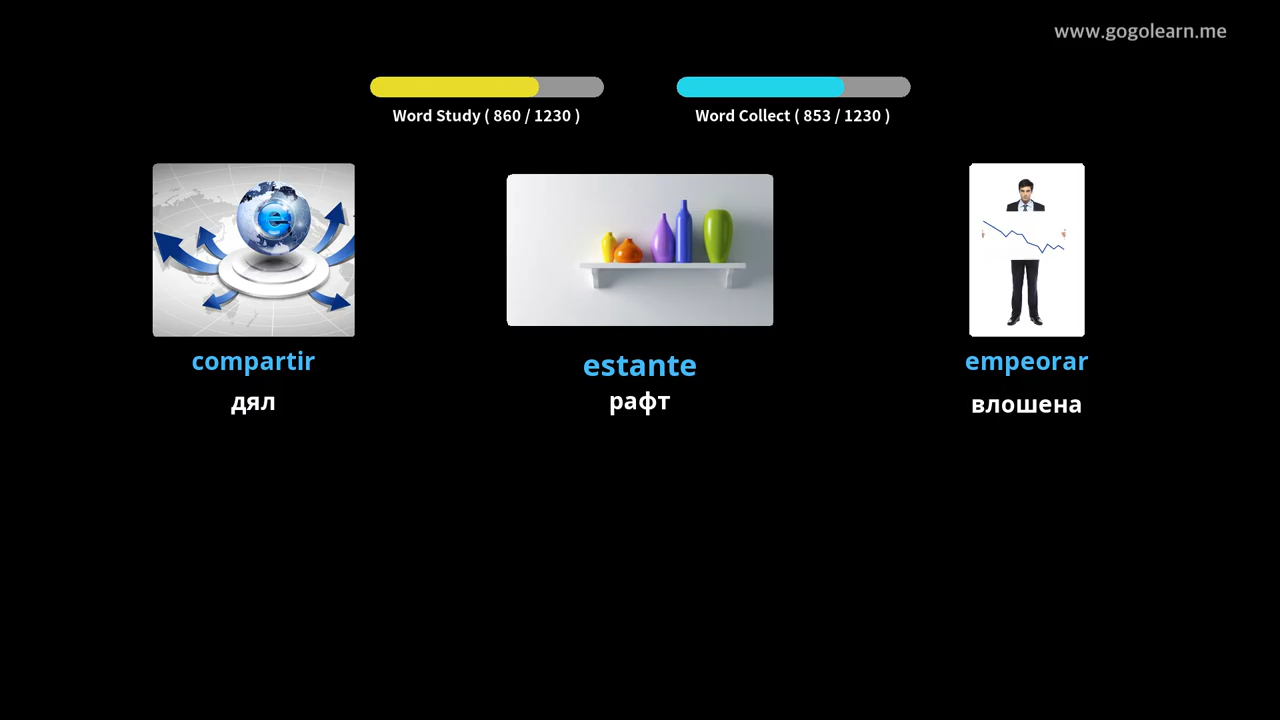 www.gogolearn.me
Word Study ( 860 / 1230 )
Word Collect ( 853 / 1230 )
e
compartir
estante
empeorar
дял
рафт
влошена